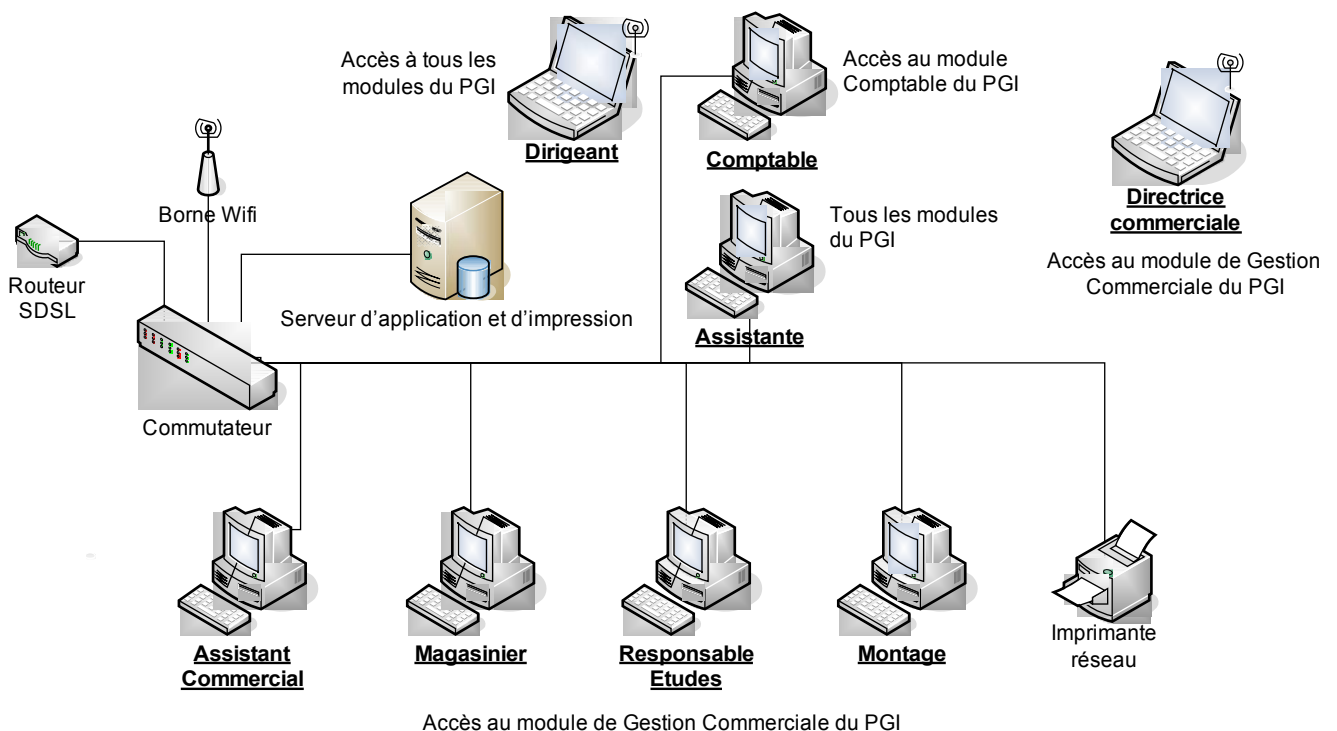 Accès à tous les
modules du PGI
Dirigeant
Accès au module
Comptable du PGI
Comptable
Directrice
commerciale
Accès au module de Gestion
Commerciale du PGI
Borne Wifi
Routeur
SDSL
Serveur d'application et d'impression
Tous les modules
du PGI
Assistante
Commutateur
Assistant
Commercial
Magasinier
Responsable
Etudes
Montage
Imprimante
réseau
Accès au module de Gestion Commerciale du PGI